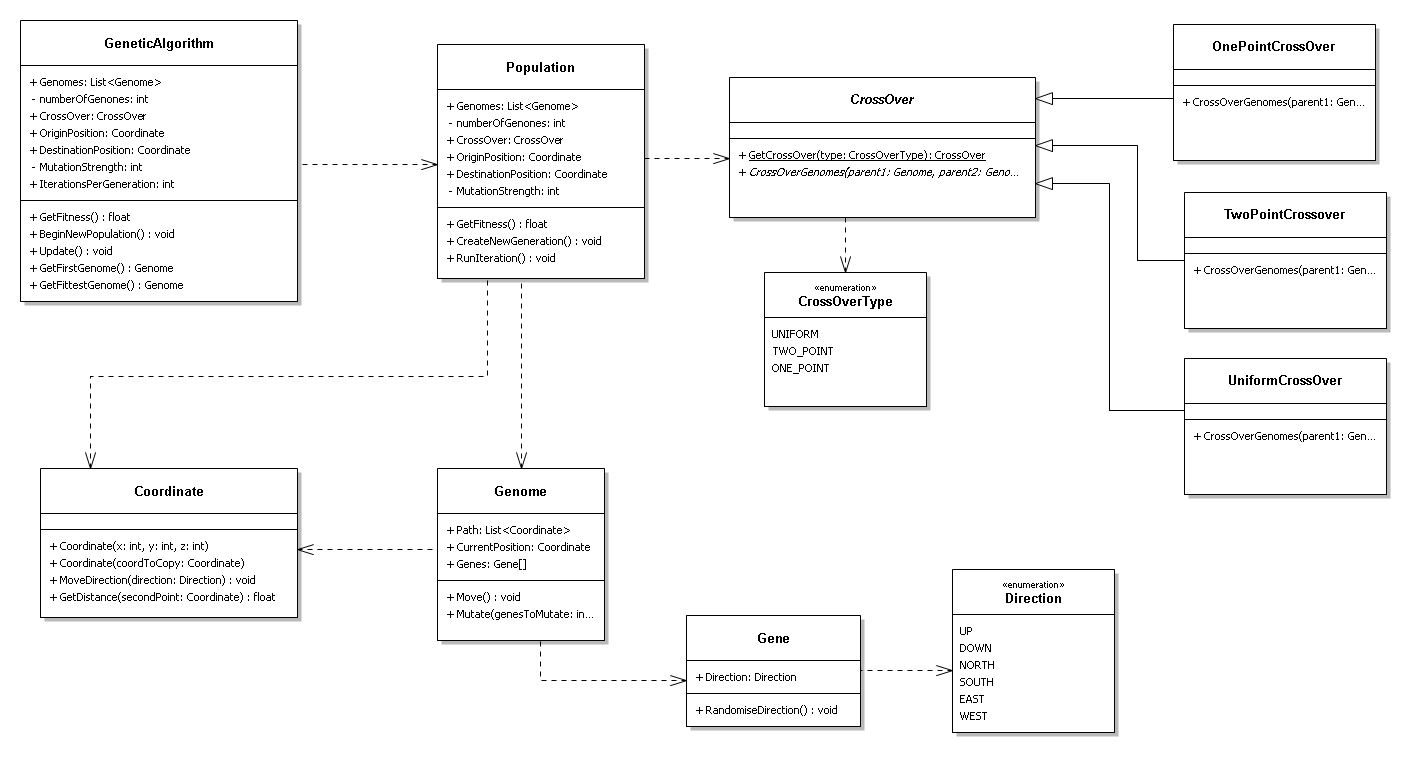 GeneticAlgorithm
+ Genomes: List<Genome>
- numberOfGenones: int
+ CrossOver: CrossOver
+ OriginPosition: Coordinate
+ DestinationPosition: Coordinate
- MutationStrength: int
+ IterationsPerGeneration: int
+ GetFitness() : float
+ BeginNewPopulation() : void
+ Update() : void
+ GetFirstGenome() : Genome
+ GetFittestGenome() : Genome
Population
+ Genomes: List<Genome>
- numberOfGenones: int
+ CrossOver: CrossOver
+ OriginPosition: Coordinate
+ DestinationPosition: Coordinate
- MutationStrength: int
+ GetFitness() : float
+ CreateNewGeneration() : void
+ RunIteration() : void
CrossOver
+ GetCrossOver(type: CrossOverType) : CrossOver
+ CrossOverGenomes(parent1: Genome, parent2: Geno...
OnePointCrossOver
+ CrossOverGenomes(parent1: Gen...
TwoPointCrossover
+ CrossOverGenomes(parent1: Gen...
UniformCrossOver
+ CrossOverGenomes(parent1: Gen...
«enumeration»
CrossOverType
UNIFORM
TWO_POINT
ONE_POINT
Coordinate
+ Coordinate(x: int, y: int, z: int)
+ Coordinate(coordToCopy: Coordinate)
+ MoveDirection(direction: Direction) : void
+ GetDistance(secondPoint: Coordinate) : float
Genome
+ Path: List<Coordinate>
+ CurrentPosition: Coordinate
+ Genes: Gene[]
+ Move() : void
+ Mutate(genesToMutate: in...
Gene
+ Direction: Direction
+ RandomiseDirection() : void
«enumeration»
Direction
UP
DOWN
NORTH
SOUTH
EAST
WEST